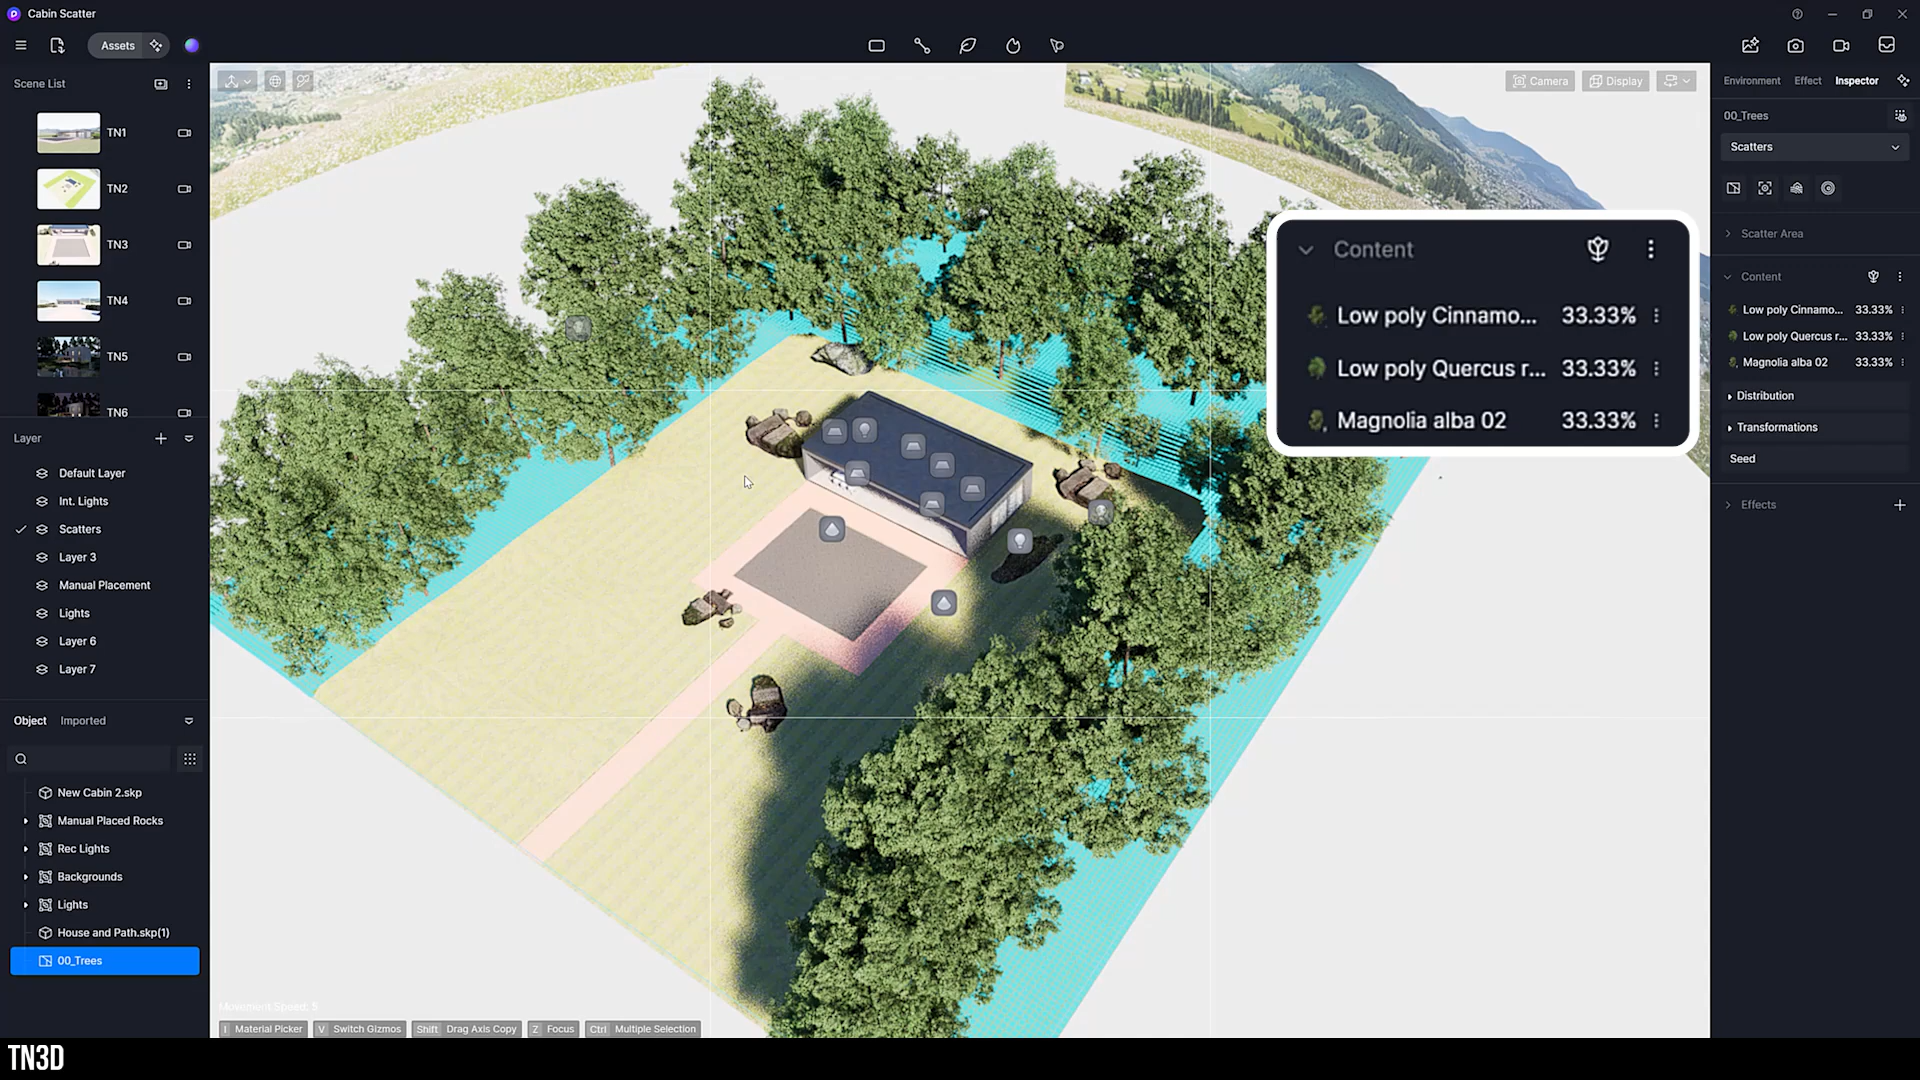 Cabin Scatter
Assets
Scene List
TN1
TN2
TN3
TN4
TN5
TN6
Layer
Default Layer
Int. Lights
Scatters
Layer 3
Manual Placement
Lights
Layer 6
Layer 7
Object Imported
New Cabin 2.skp
Manual Placed Rocks
Rec Lights
Backgrounds
Lights
House and Path.skp(1)
00_Trees
Camera Display
Content
Low poly Cinnamo... 33.33%
Low poly Quercus r... 33.33%
Magnolia alba 02 33.33%
Movement Speed: 5
I Material Picker V Switch Gizmos Shift Drag Axis Copy Z Focus Ctrl Multiple Selection
Environment Effect Inspector
00_Trees
Scatters
Scatter Area
Content
Low poly Cinnamo... 33.33%
Low poly Quercus r... 33.33%
Magnolia alba 02 33.33%
Distribution
Transformations
Seed
Effects
TN3D